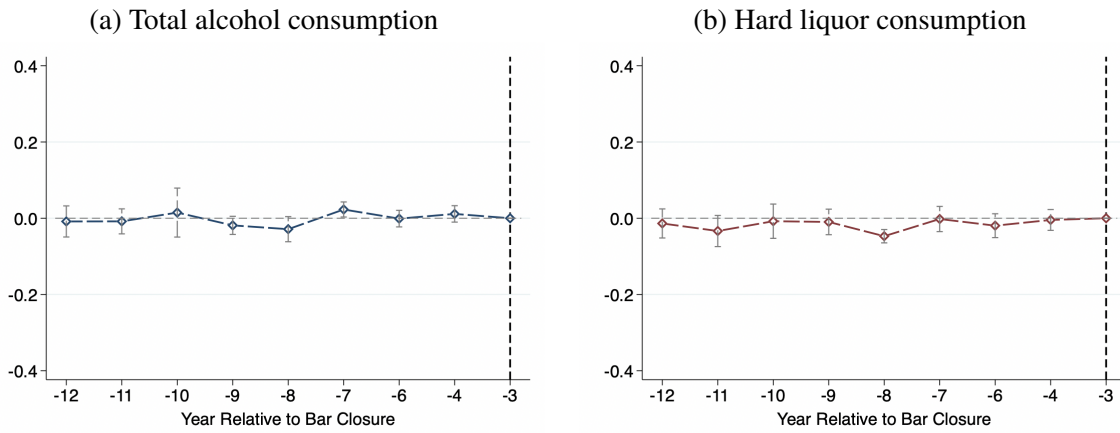 (a) Total alcohol consumption
0.4
0.2
0.0
-0.2
-0.4
-12 -11 -10 -9 -8 -7 -6 -4 -3
Year Relative to Bar Closure
(b) Hard liquor consumption
0.4
0.2
0.0
-0.2
-0.4
-12 -11 -10 -9 -8 -7 -6 -4 -3
Year Relative to Bar Closure